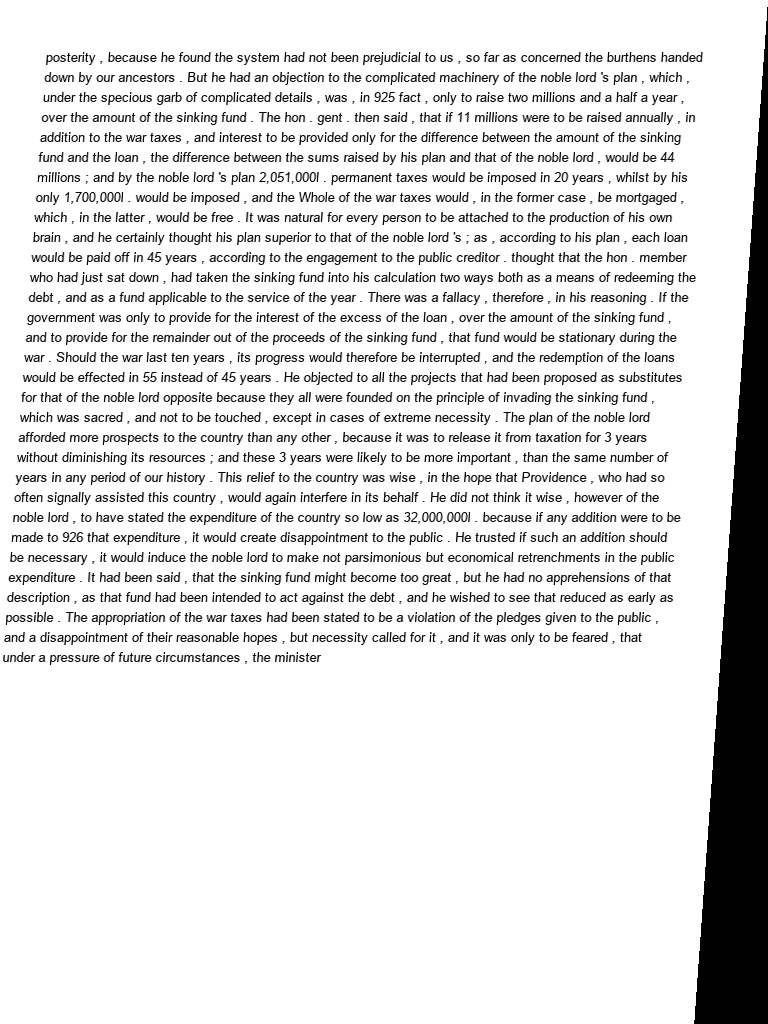 posterity , because he found the system had not been prejudicial to us , so far as concerned the burthens handed
down by our ancestors . But he had an objection to the complicated machinery of the noble lord 's plan , which ,
under the specious garb of complicated details , was , in 925 fact , only to raise two millions and a half a year ,
over the amount of the sinking fund . The hon . gent . then said , that if 11 millions were to be raised annually , in
addition to the war taxes , and interest to be provided only for the difference between the amount of the sinking
fund and the loan , the difference between the sums raised by his plan and that of the noble lord , would be 44
millions ; and by the noble lord 's plan 2,051,000l . permanent taxes would be imposed in 20 years , whilst by his
only 1,700,000l . would be imposed , and the Whole of the war taxes would , in the former case , be mortgaged ,
which , in the latter , would be free . It was natural for every person to be attached to the production of his own
brain , and he certainly thought his plan superior to that of the noble lord 's ; as , according to his plan , each loan
would be paid off in 45 years , according to the engagement to the public creditor . thought that the hon . member
who had just sat down , had taken the sinking fund into his calculation two ways both as a means of redeeming the
debt , and as a fund applicable to the service of the year . There was a fallacy , therefore , in his reasoning . If the
government was only to provide for the interest of the excess of the loan , over the amount of the sinking fund ,
and to provide for the remainder out of the proceeds of the sinking fund , that fund would be stationary during the
war . Should the war last ten years , its progress would therefore be interrupted , and the redemption of the loans
would be effected in 55 instead of 45 years . He objected to all the projects that had been proposed as substitutes
for that of the noble lord opposite because they all were founded on the principle of invading the sinking fund ,
which was sacred , and not to be touched , except in cases of extreme necessity . The plan of the noble lord
afforded more prospects to the country than any other , because it was to release it from taxation for 3 years
without diminishing its resources ; and these 3 years were likely to be more important , than the same number of
years in any period of our history . This relief to the country was wise , in the hope that Providence , who had so
often signally assisted this country , would again interfere in its behalf . He did not think it wise , however of the
noble lord , to have stated the expenditure of the country so low as 32,000,000l . because if any addition were to be
made to 926 that expenditure , it would create disappointment to the public . He trusted if such an addition should
be necessary , it would induce the noble lord to make not parsimonious but economical retrenchments in the public
expenditure . It had been said , that the sinking fund might become too great , but he had no apprehensions of that
description , as that fund had been intended to act against the debt , and he wished to see that reduced as early as
possible . The appropriation of the war taxes had been stated to be a violation of the pledges given to the public ,
and a disappointment of their reasonable hopes , but necessity called for it , and it was only to be feared , that
under a pressure of future circumstances , the minister